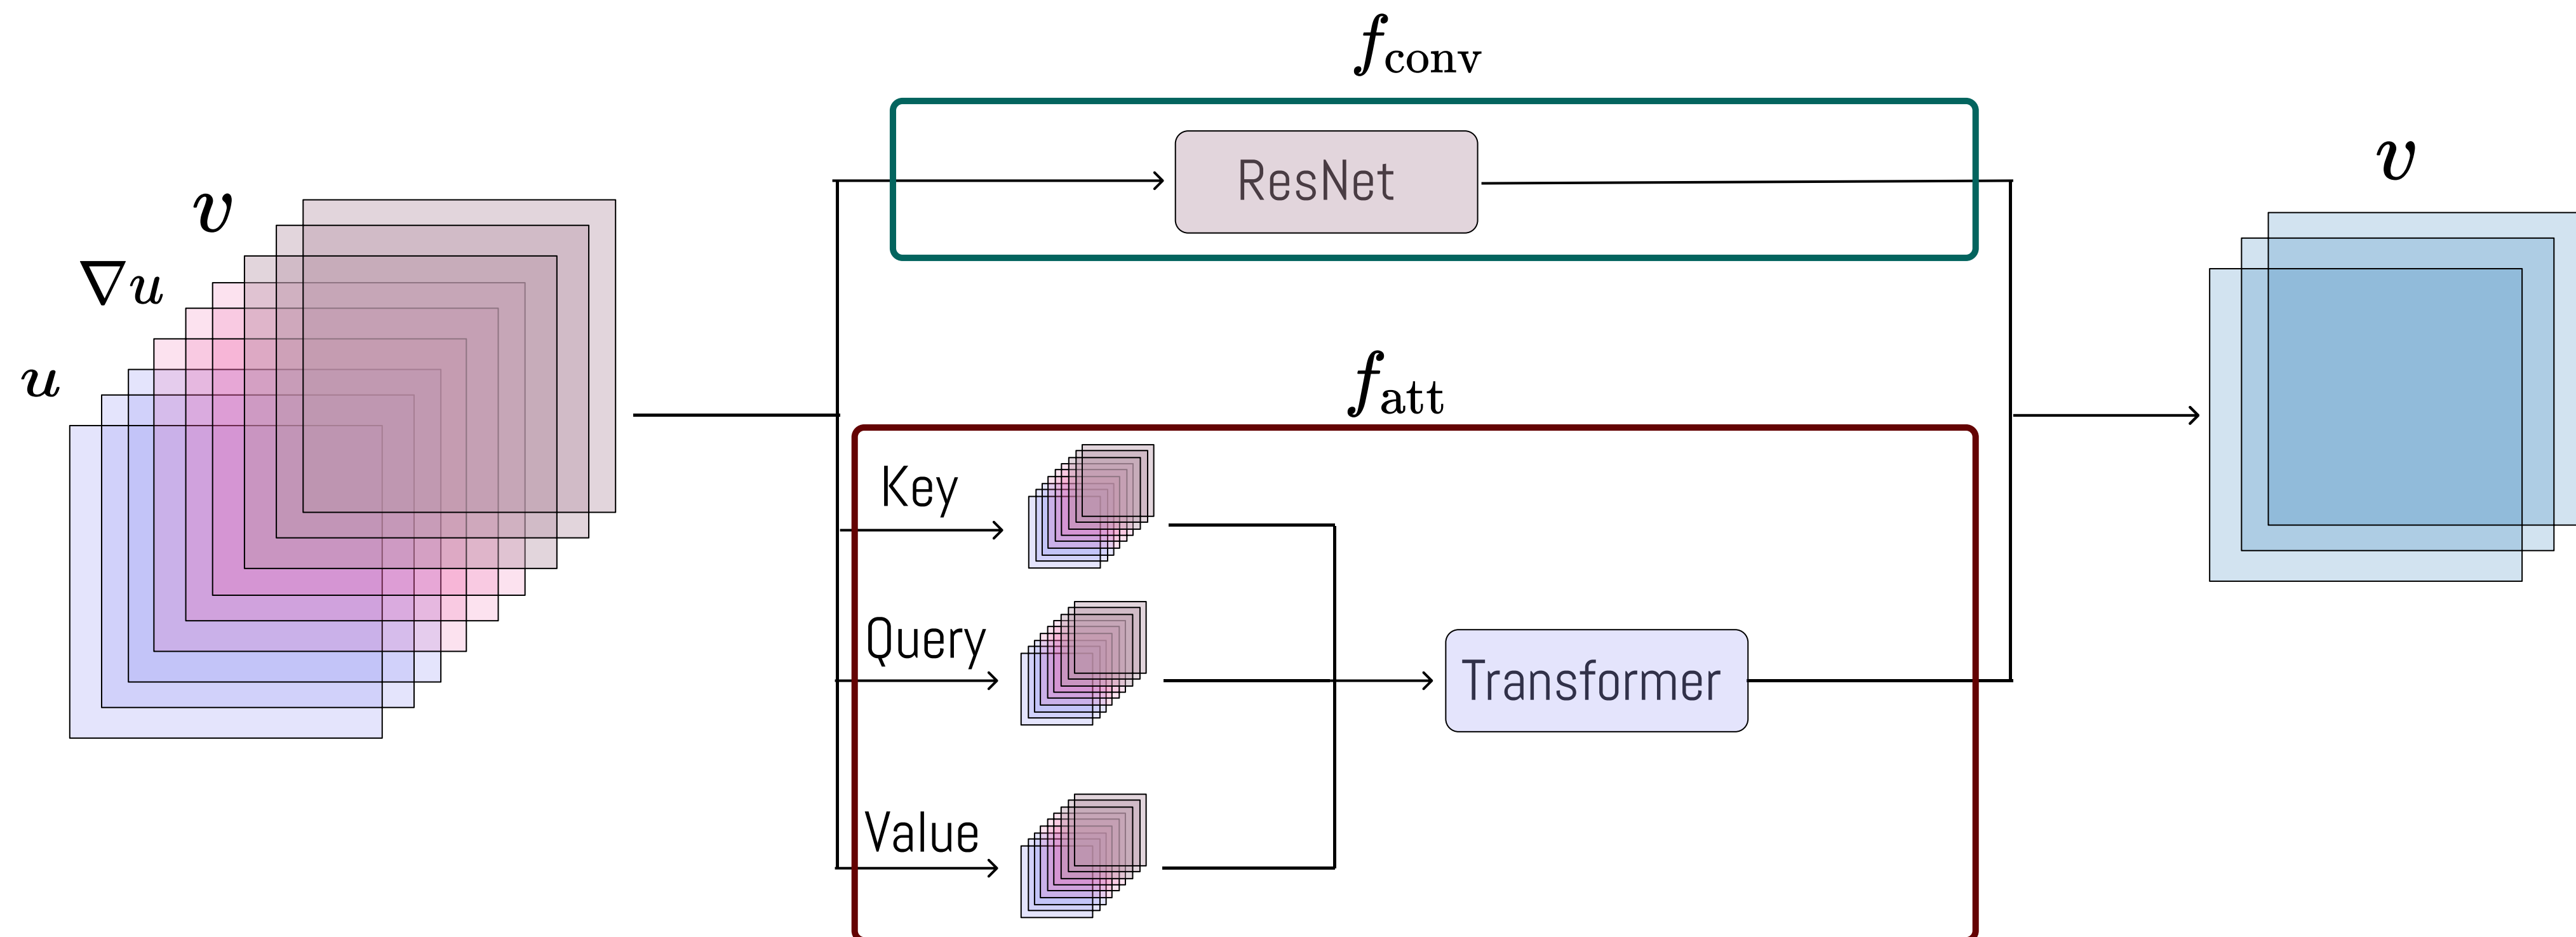 f_conv
ResNet
v
∇u
u
f_att
Key
Query
Value
Transformer
v